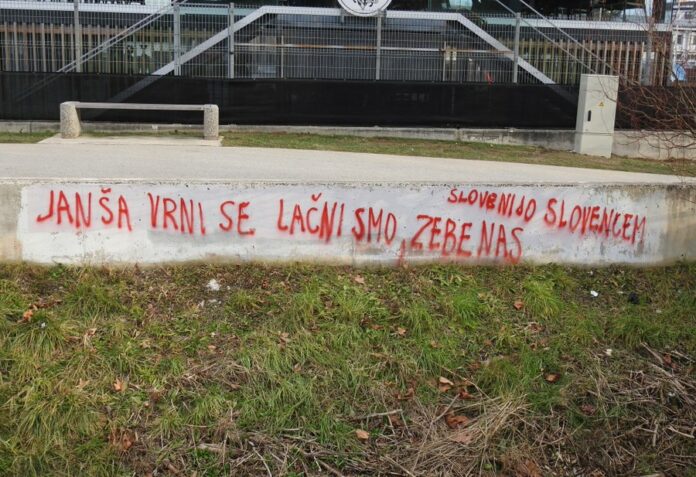 JANŠA VRNI SE. LAČNI SMO, ZEBE NAS
SLOVENIJO SLOVENCEM